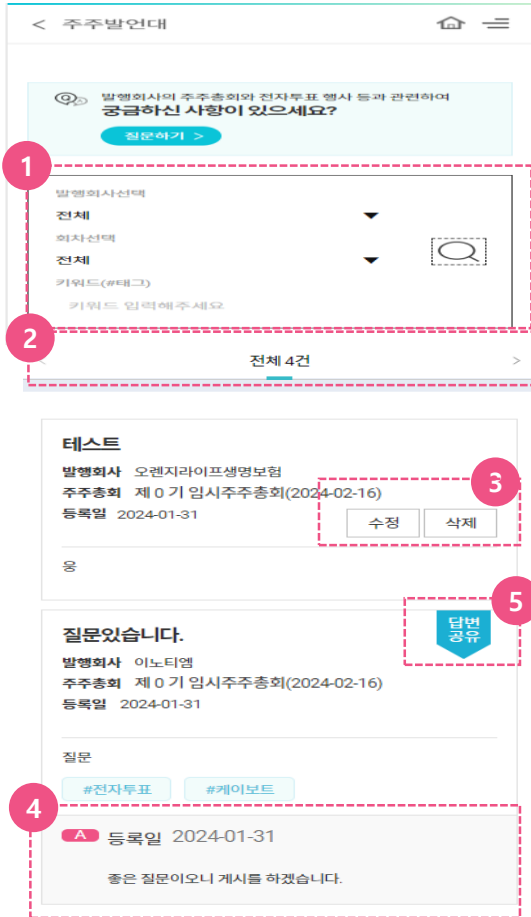 < 주주발언대
발행회사의 주주총회와 전자투표 행사 등과 관련하여
궁금하신 사항이 있으세요?
질문하기 >
1
발행회사선택
전체
회차선택
전체
키워드(#태그)
키워드 입력해주세요
2
< 전체 4건 >
테스트
발행회사 오렌지라이프생명보험
주주총회 제 0 기 임시주주총회(2024-02-16)
3
등록일 2024-01-31
수정 삭제
웅
5
답변
공유
질문있습니다.
발행회사 이노티엠
주주총회 제 0 기 임시주주총회(2024-02-16)
등록일 2024-01-31
질문
#전자투표 #케이보트
4
A 등록일 2024-01-31
좋은 질문이오니 게시를 하겠습니다.